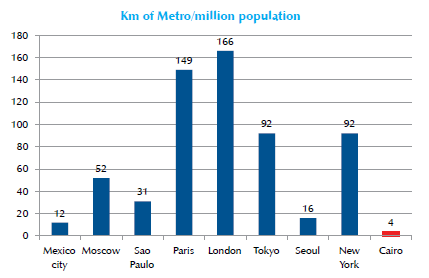 Km of Metro/million population
180
160
140
120
100
80
60
40
20
0
12
52
31
149
166
92
16
92
4
Mexico city
Moscow
Sao Paulo
Paris
London
Tokyo
Seoul
New York
Cairo